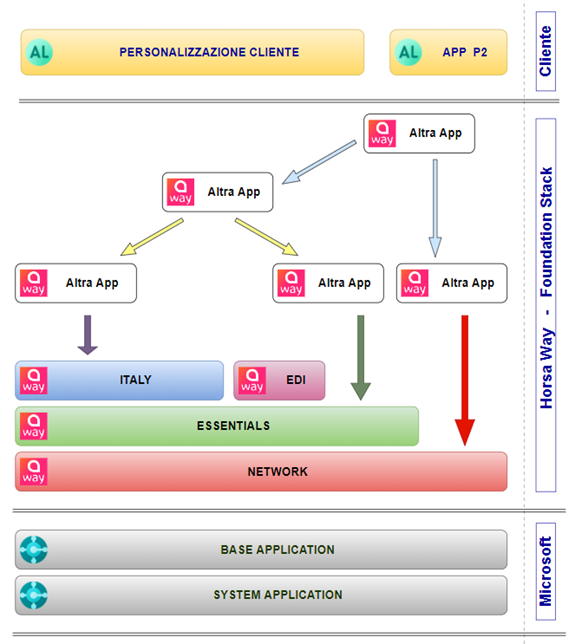 AL PERSONALIZZAZIONE CLIENTE
AL APP P2
Cliente
way Altra App
way Altra App
way Altra App
way Altra App
way Altra App
Horsa Way - Foundation Stack
way ITALY
way EDI
way ESSENTIALS
way NETWORK
BASE APPLICATION
SYSTEM APPLICATION
Microsoft